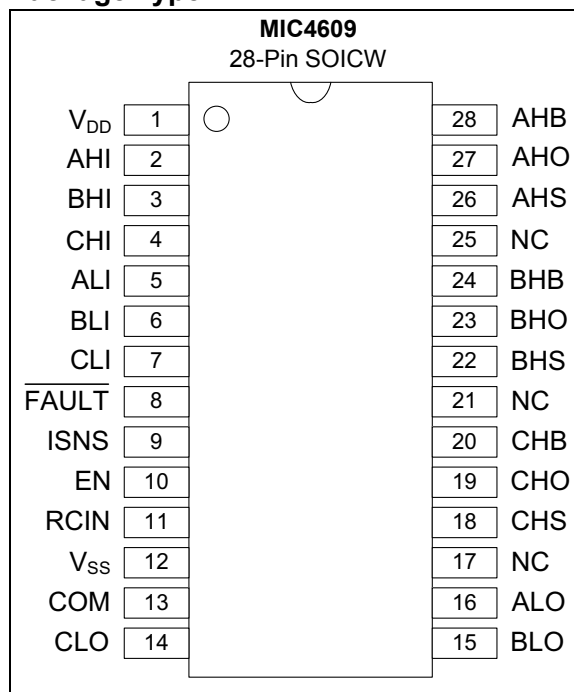 MIC4609
28-Pin SOICW
V_DD 1 28 AHB
AHI 2 27 AHO
BHI 3 26 AHS
CHI 4 25 NC
ALI 5 24 BHB
BLI 6 23 BHO
CLI 7 22 BHS
FAULT 8 21 NC
ISNS 9 20 CHB
EN 10 19 CHO
RCIN 11 18 CHS
V_SS 12 17 NC
COM 13 16 ALO
CLO 14 15 BLO